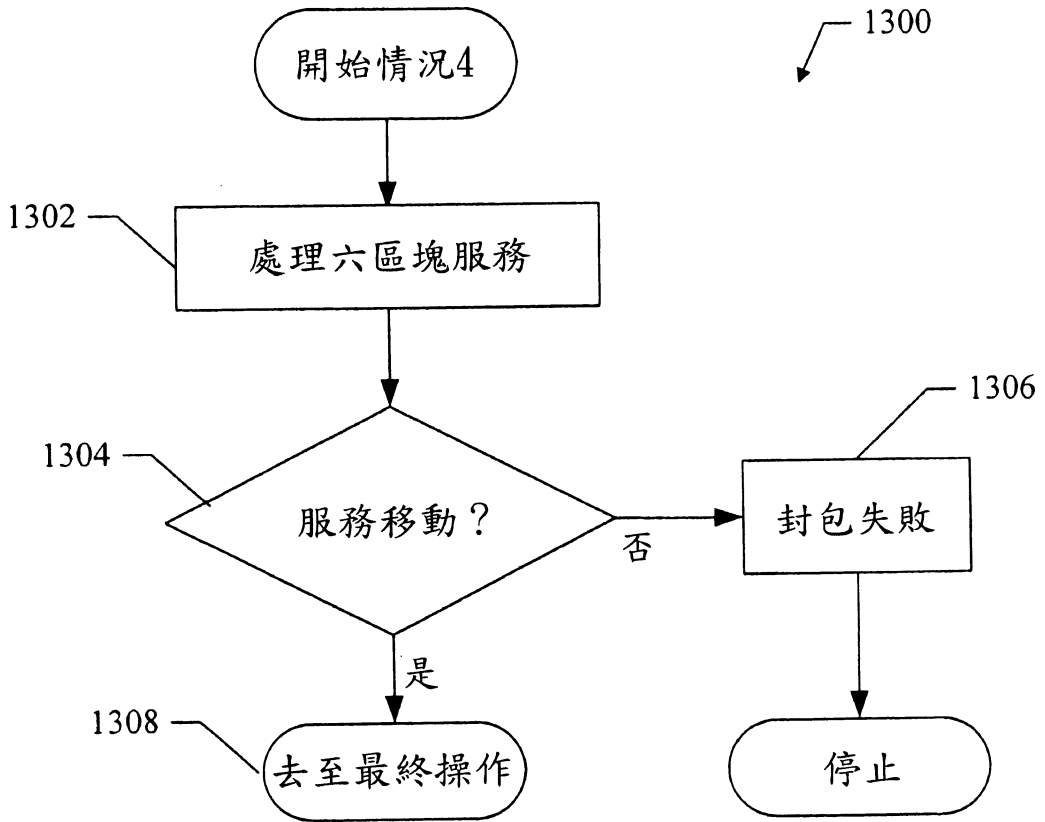 1300
開始情況4
1302
處理六區塊服務
1306
1304
服務移動？
否
封包失敗
是
1308
去至最終操作
停止